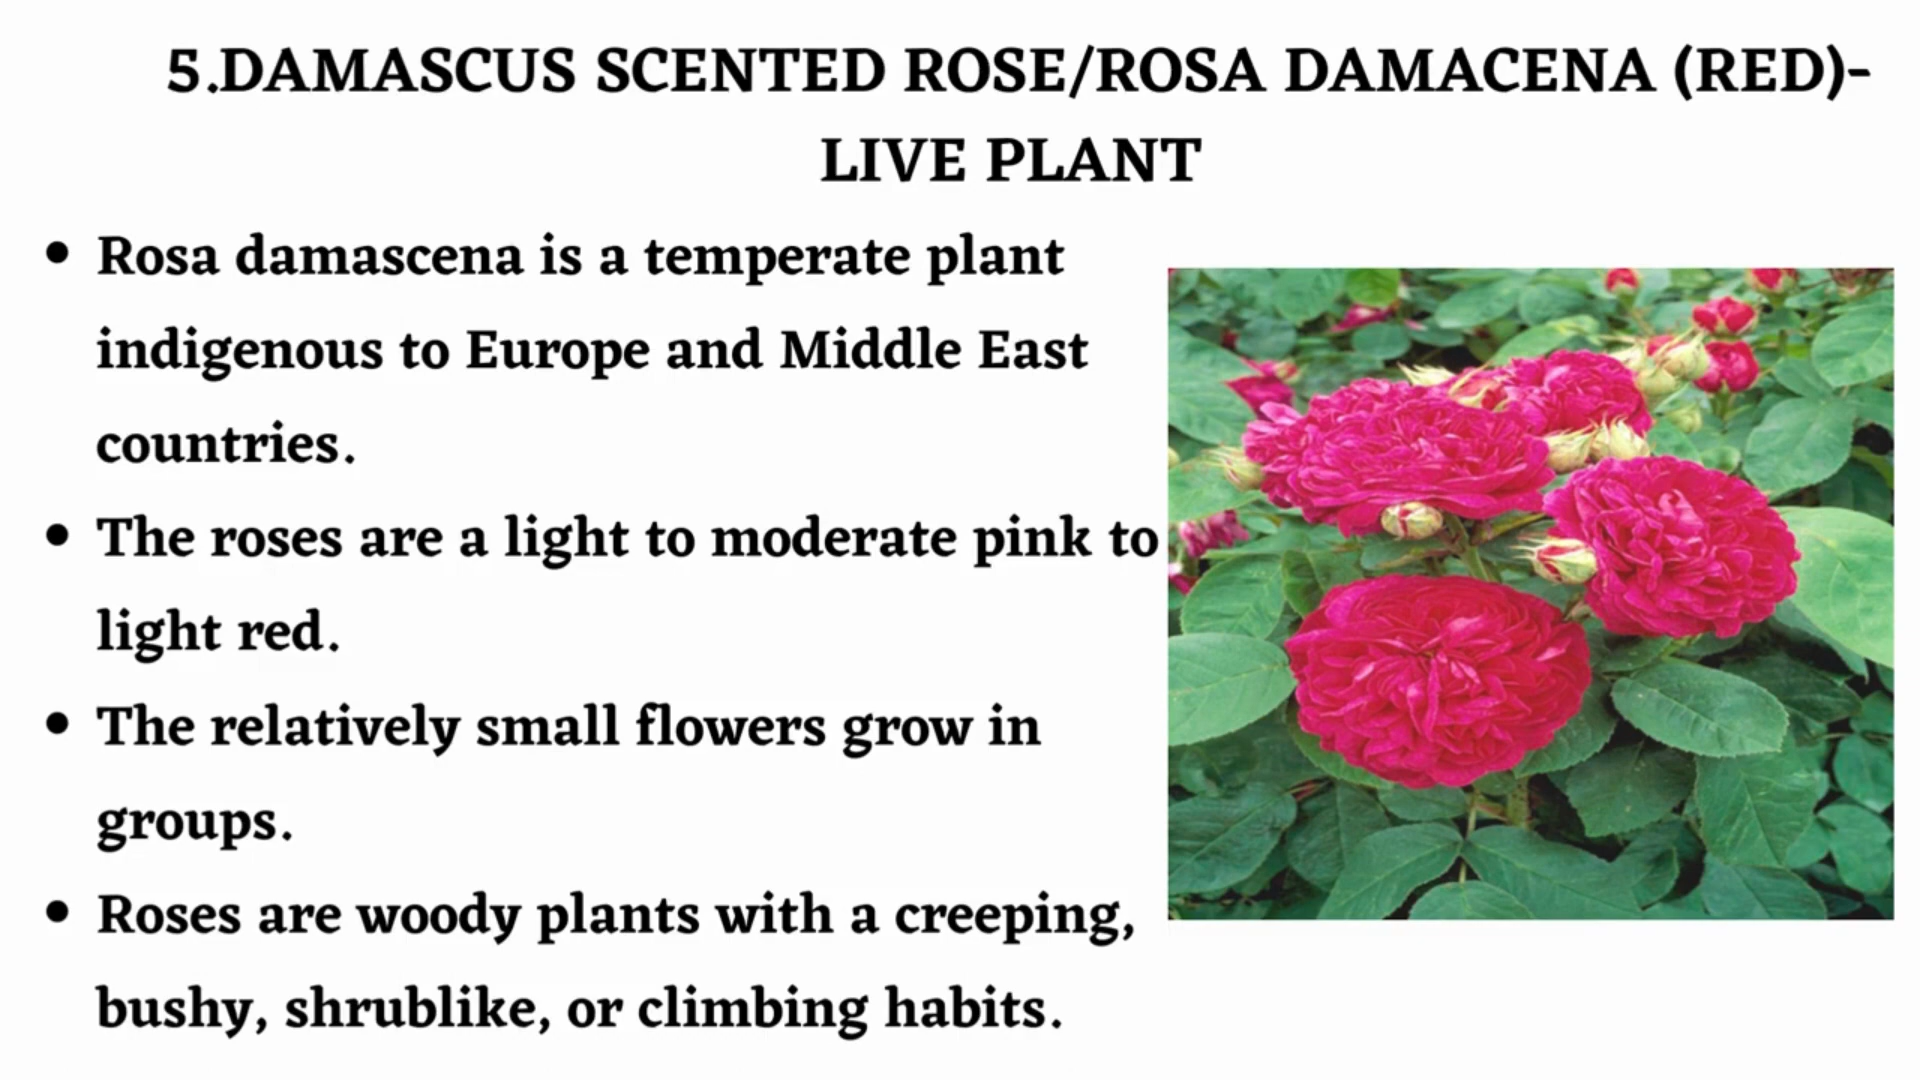 5.DAMASCUS SCENTED ROSE/ROSA DAMACENA (RED)-
LIVE PLANT
• Rosa damascena is a temperate plant
indigenous to Europe and Middle East
countries.
• The roses are a light to moderate pink to
light red.
• The relatively small flowers grow in
groups.
• Roses are woody plants with a creeping,
bushy, shrublike, or climbing habits.